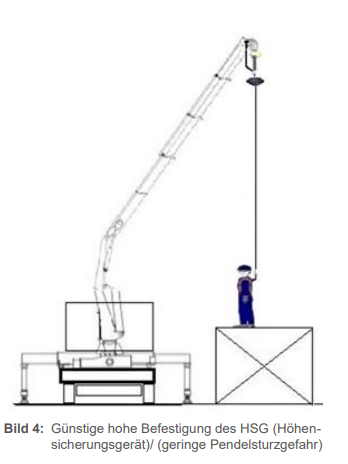 Bild 4: Günstige hohe Befestigung des HSG (Höhen-
sicherungsgerät)/ (geringe Pendelsturzgefahr)